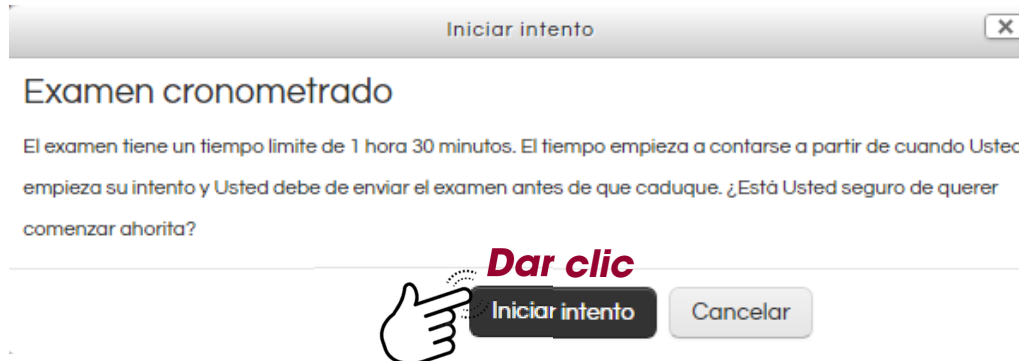 Iniciar intento
Examen cronometrado
El examen tiene un tiempo limite de 1 hora 30 minutos. El tiempo empieza a contarse a partir de cuando Usted
empieza su intento y Usted debe de enviar el examen antes de que caduque. ¿Está Usted seguro de querer
comenzar ahorita?
Dar clic
Iniciar intento Cancelar